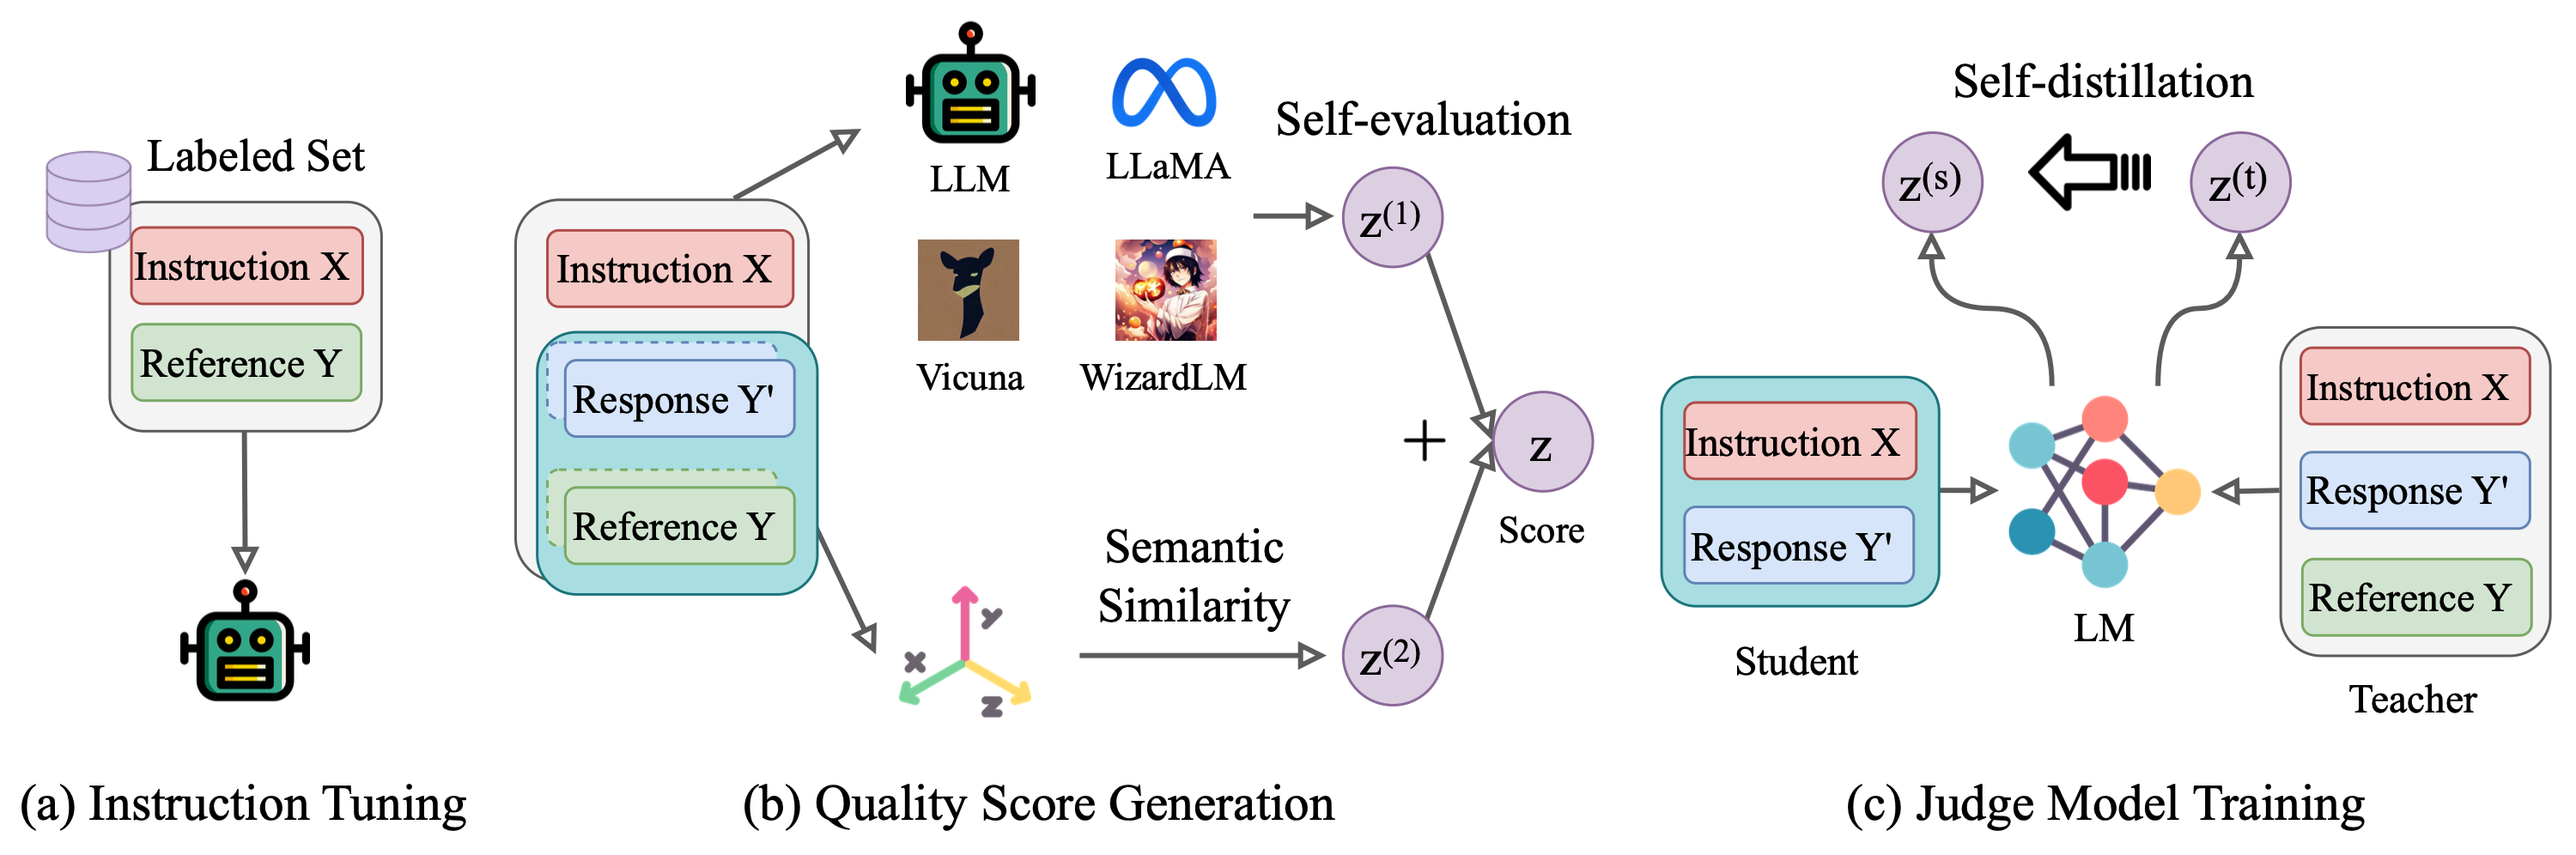 Labeled Set
Instruction X
Reference Y
(a) Instruction Tuning
Instruction X
Response Y'
Reference Y
LLM
LLaMA
Vicuna
WizardLM
Self-evaluation
z(1)
+
z
Score
Semantic
Similarity
z(2)
Y
X
Z
(b) Quality Score Generation
Self-distillation
z(s)
z(t)
Instruction X
Response Y'
Student
LM
Instruction X
Response Y'
Reference Y
Teacher
(c) Judge Model Training